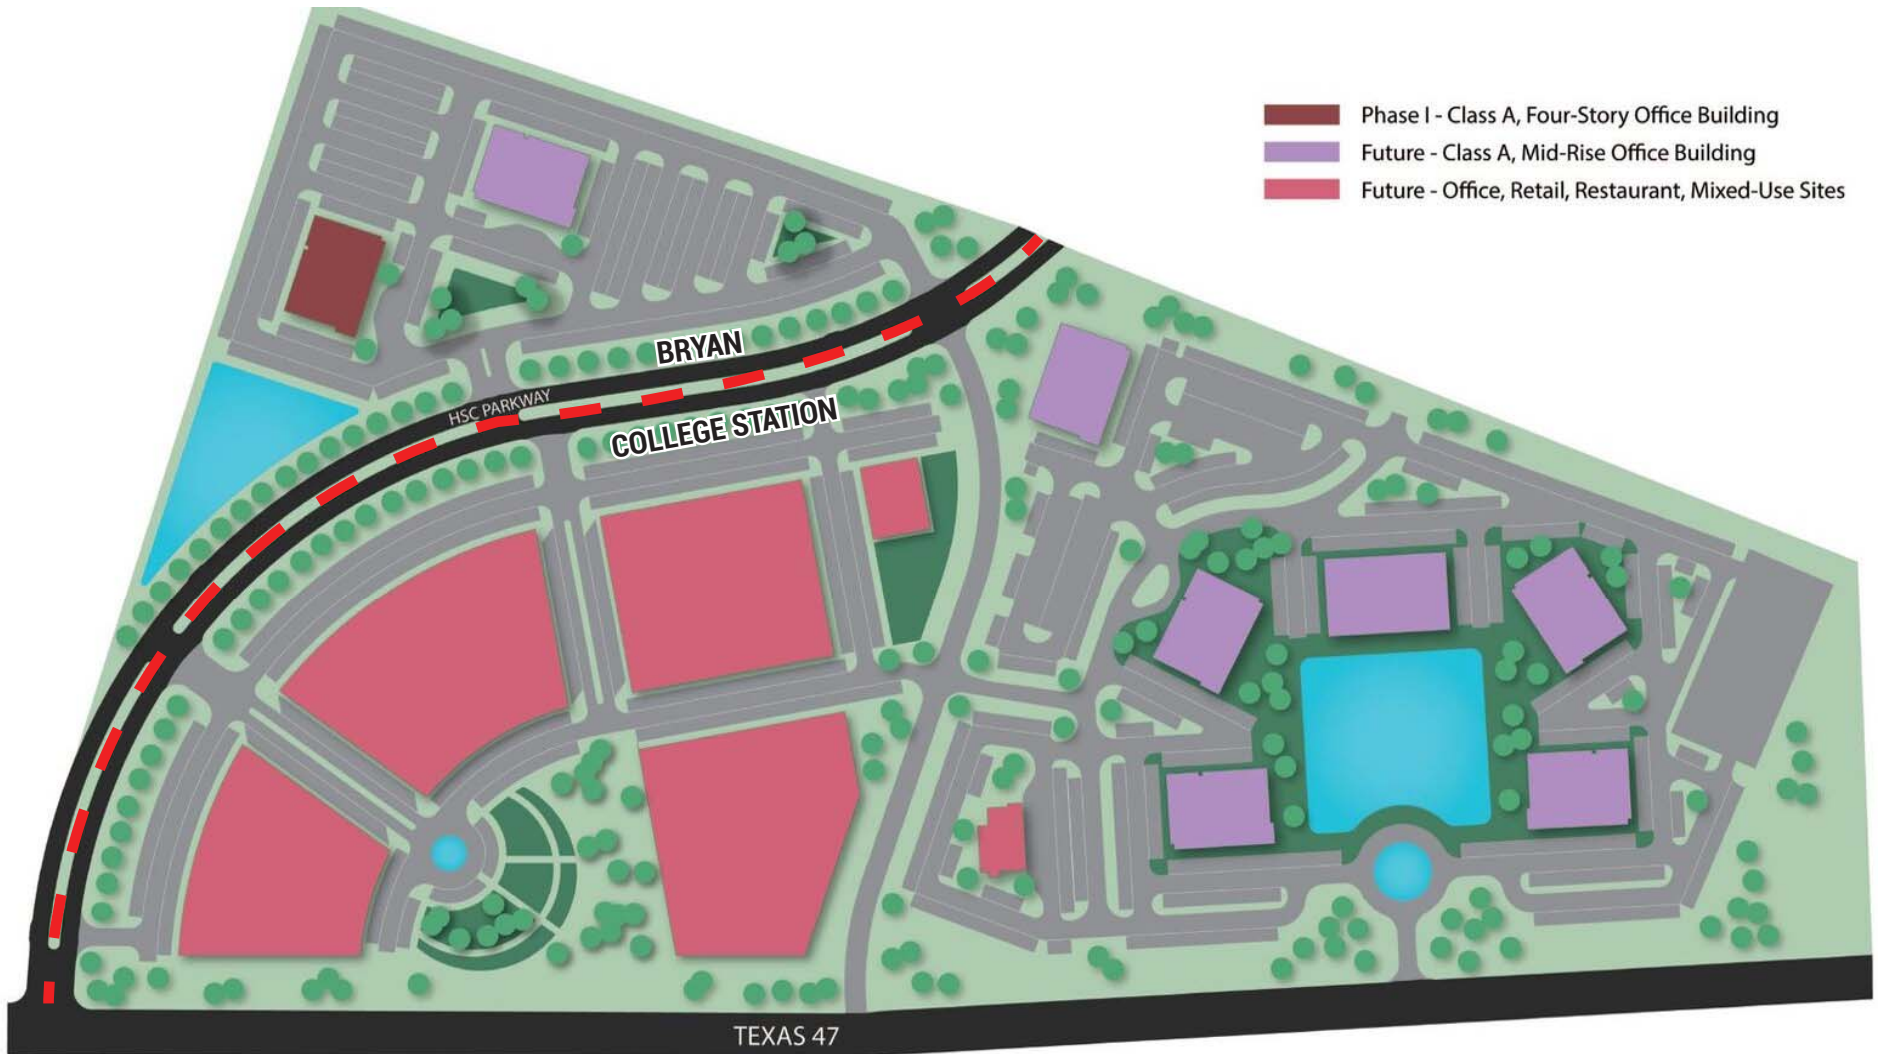 Phase I - Class A, Four-Story Office Building
Future - Class A, Mid-Rise Office Building
Future - Office, Retail, Restaurant, Mixed-Use Sites
BRYAN
HSC PARKWAY
COLLEGE STATION
TEXAS 47